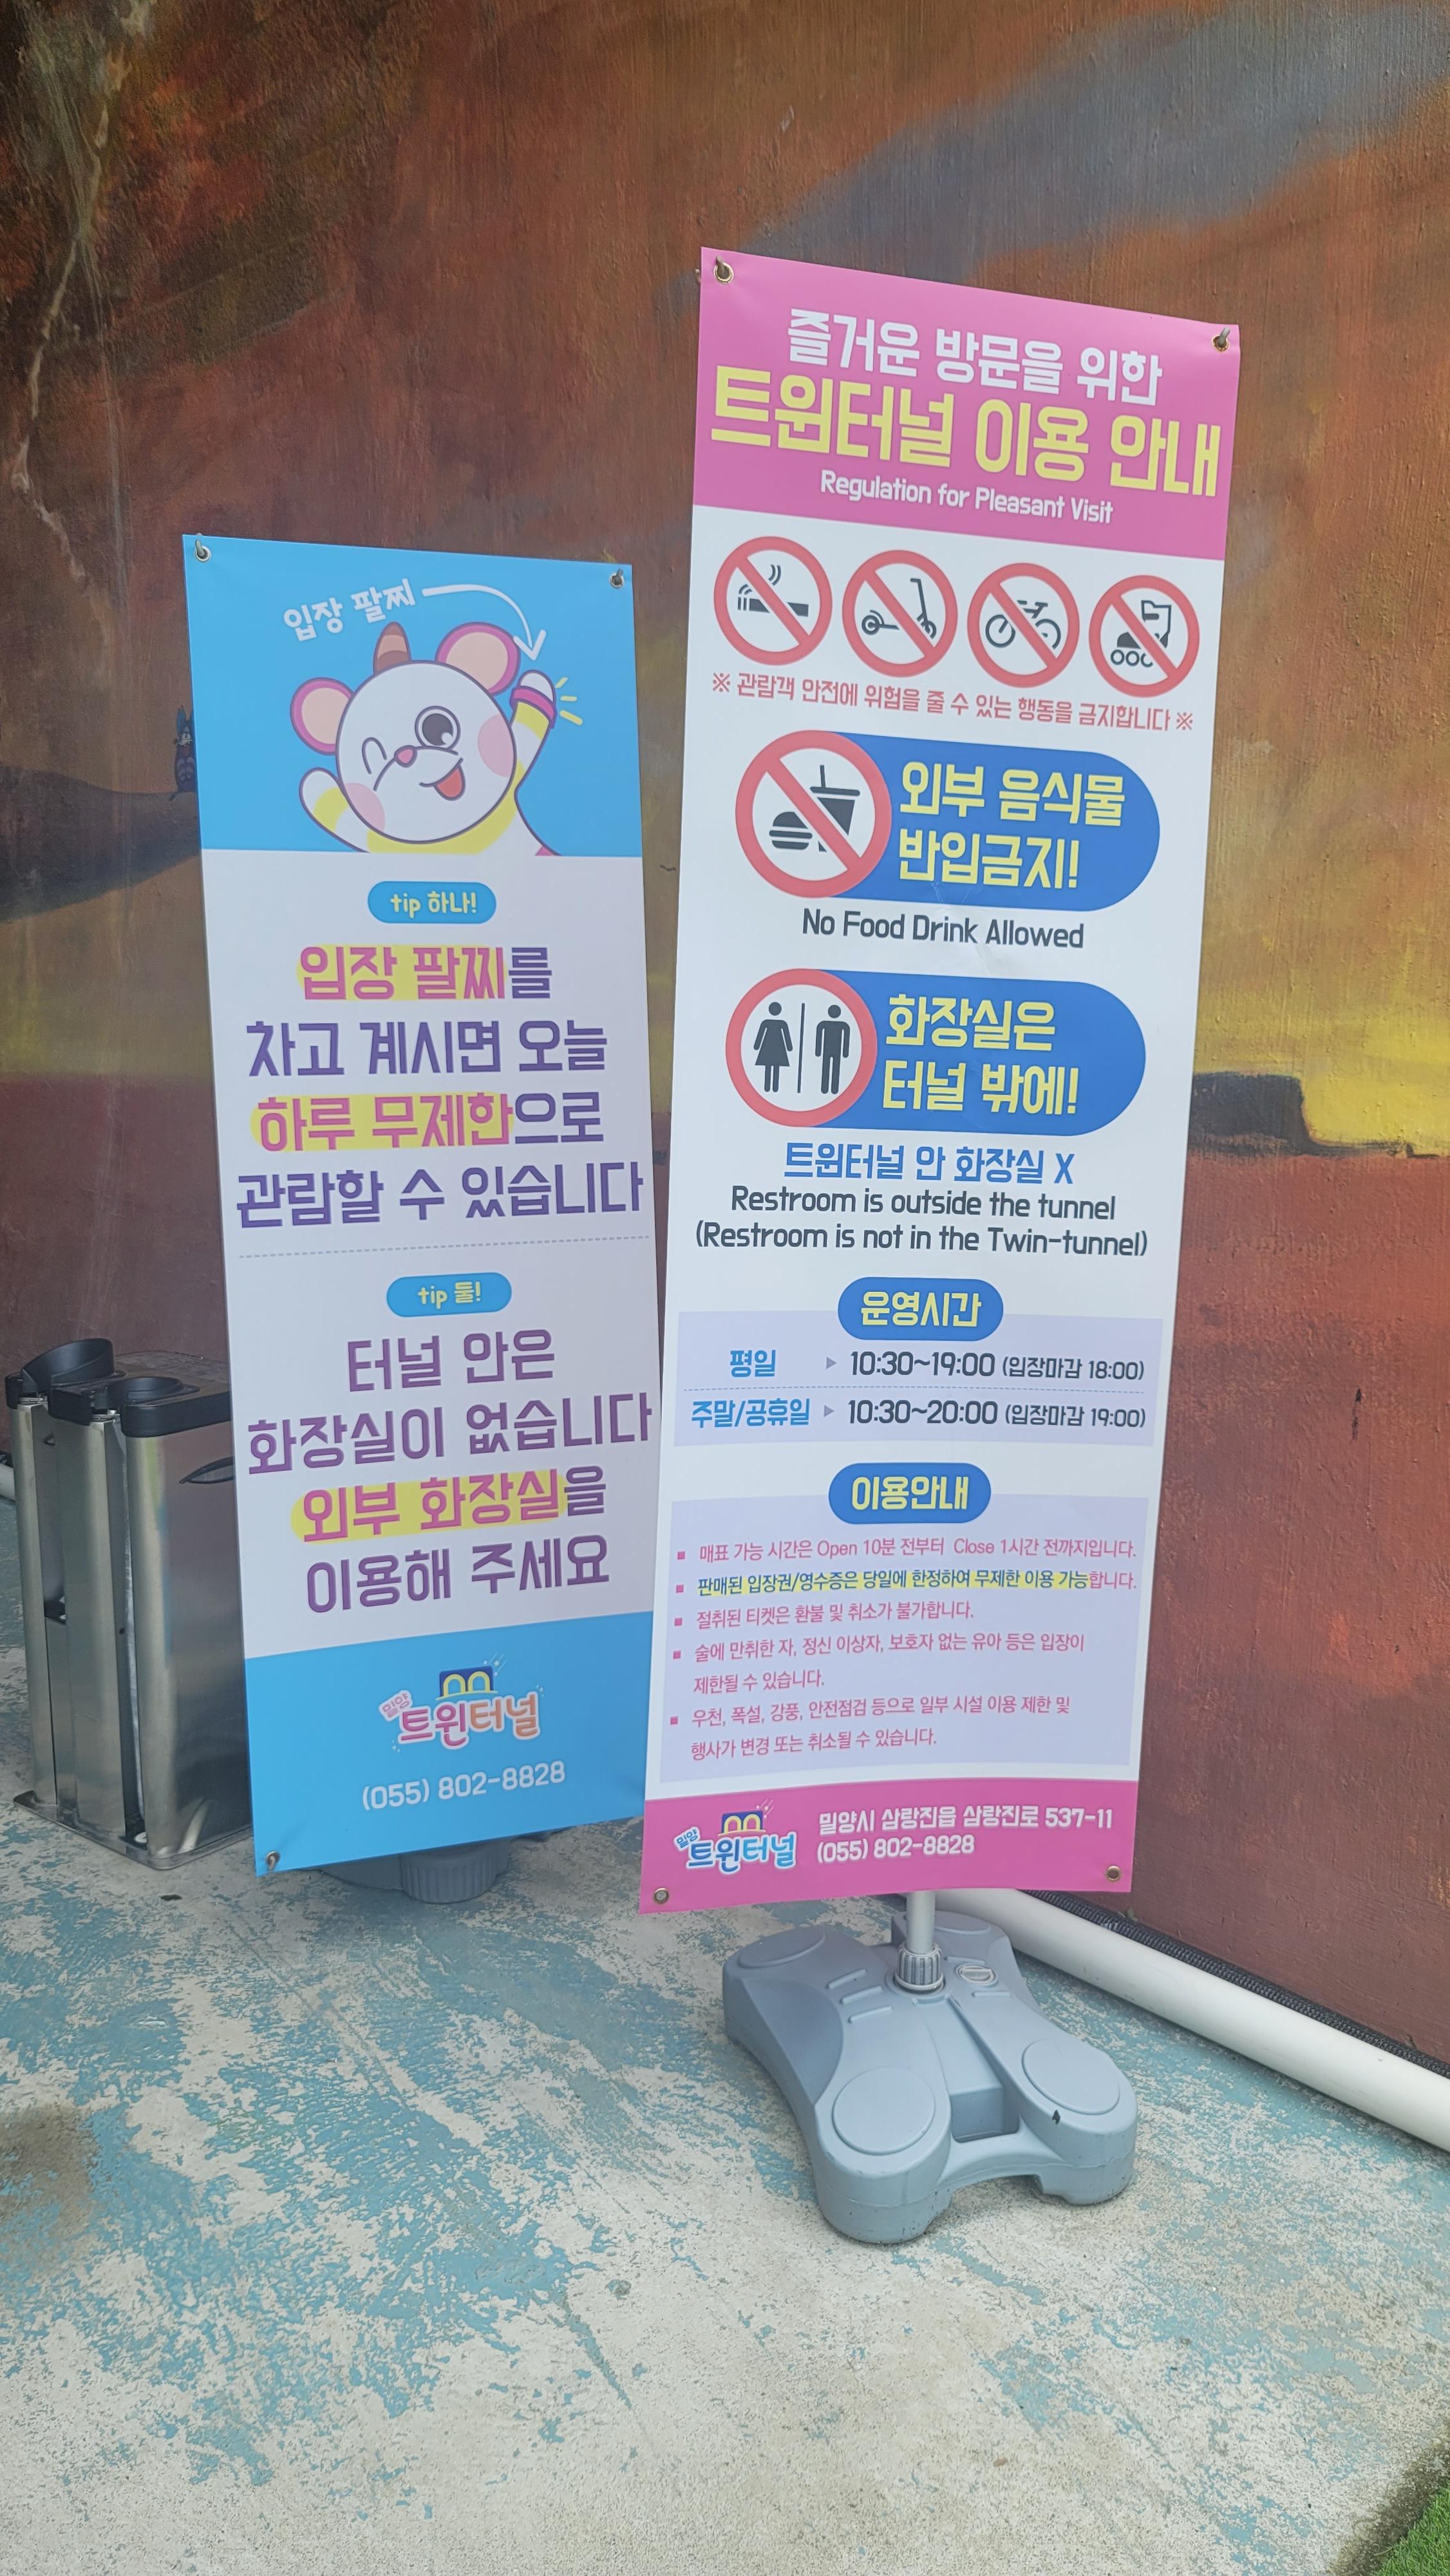 입장 팔찌
tip 하나!
입장 팔찌를
차고 계시면 오늘
하루 무제한으로
관람할 수 있습니다
tip 둘!
터널 안은
화장실이 없습니다
외부 화장실을
이용해 주세요
밀양
트윈터널
(055) 802-8828
즐거운 방문을 위한
트윈터널 이용 안내
Regulation for Pleasant Visit
※ 관람객 안전에 위험을 줄 수 있는 행동을 금지합니다 ※
외부 음식물
반입금지!
No Food Drink Allowed
화장실은
터널 밖에!
트윈터널 안 화장실 X
Restroom is outside the tunnel
(Restroom is not in the Twin-tunnel)
운영시간
평일 ▶ 10:30~19:00 (입장마감 18:00)
주말/공휴일 ▶ 10:30~20:00 (입장마감 19:00)
이용안내
■ 매표 가능 시간은 Open 10분 전부터 Close 1시간 전까지입니다.
■ 판매된 입장권/영수증은 당일에 한정하여 무제한 이용 가능합니다.
■ 절취된 티켓은 환불 및 취소가 불가합니다.
■ 술에 만취한 자, 정신 이상자, 보호자 없는 유아 등은 입장이
제한될 수 있습니다.
■ 우천, 폭설, 강풍, 안전점검 등으로 일부 시설 이용 제한 및
행사가 변경 또는 취소될 수 있습니다.
밀양
트윈터널
밀양시 삼랑진읍 삼랑진로 537-11
(055) 802-8828